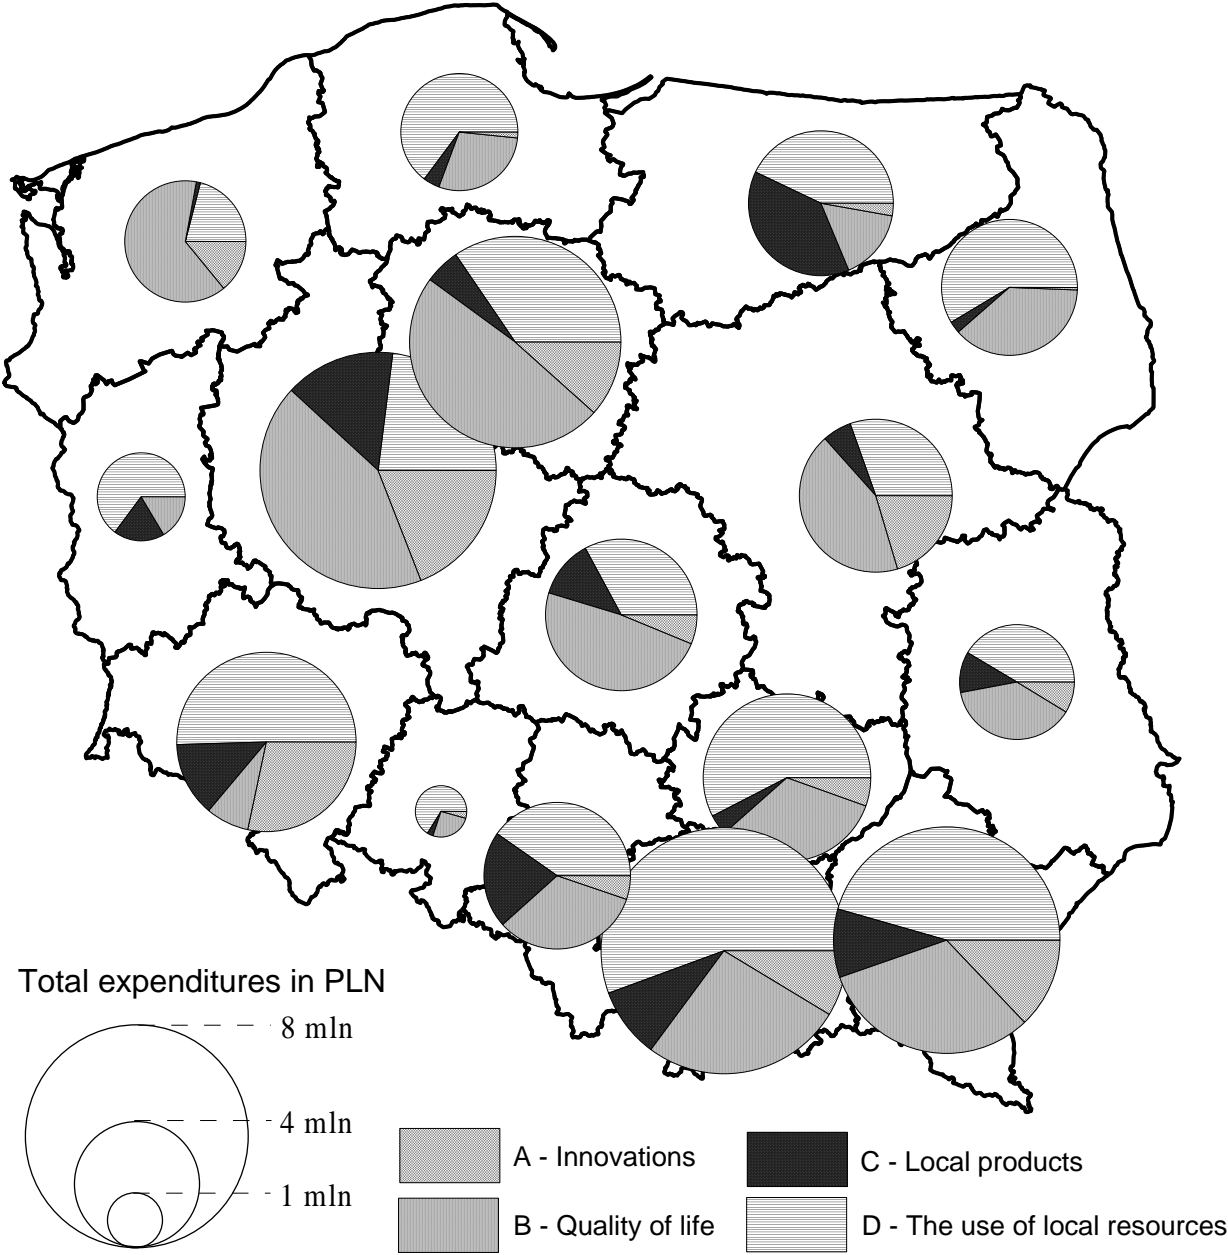 Total expenditures in PLN
8 mln
4 mln
1 mln
A - Innovations
B - Quality of life
C - Local products
D - The use of local resources